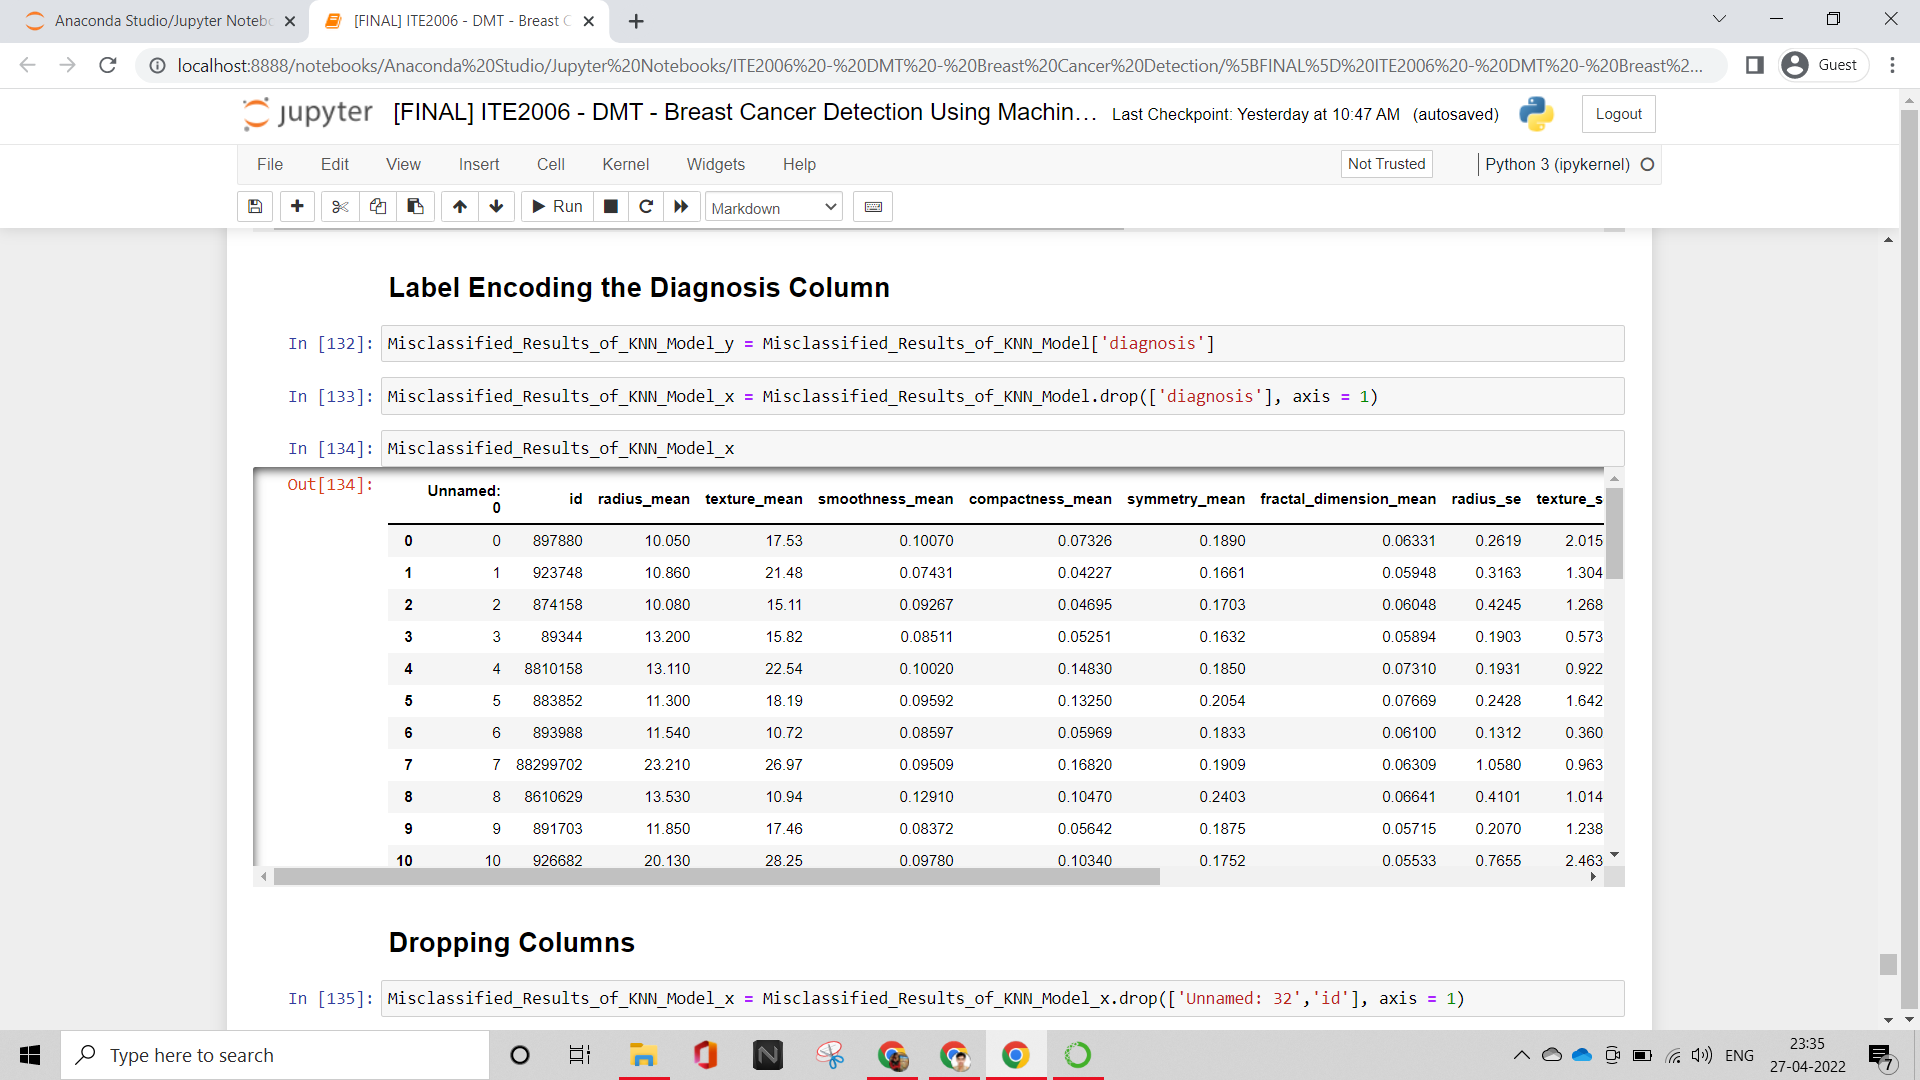 Anaconda Studio/Jupyter Notebo
[FINAL] ITE2006 - DMT - Breast C
localhost:8888/notebooks/Anaconda%20Studio/Jupyter%20Notebooks/ITE2006%20-%20DMT%20-%20Breast%20Cancer%20Detection/%5BFINAL%5D%20ITE2006%20-%20DMT%20-%20Breast%2...
Guest
jupyter [FINAL] ITE2006 - DMT - Breast Cancer Detection Using Machin... Last Checkpoint: Yesterday at 10:47 AM (autosaved) Logout
File Edit View Insert Cell Kernel Widgets Help Not Trusted Python 3 (ipykernel)
Run Markdown
Label Encoding the Diagnosis Column
In [132]: Misclassified_Results_of_KNN_Model_y = Misclassified_Results_of_KNN_Model['diagnosis']
In [133]: Misclassified_Results_of_KNN_Model_x = Misclassified_Results_of_KNN_Model.drop(['diagnosis'], axis = 1)
In [134]: Misclassified_Results_of_KNN_Model_x
Out[134]:
Unnamed: 0 id radius_mean texture_mean smoothness_mean compactness_mean symmetry_mean fractal_dimension_mean radius_se texture_s
0 0 897880 10.050 17.53 0.10070 0.07326 0.1890 0.06331 0.2619 2.015
1 1 923748 10.860 21.48 0.07431 0.04227 0.1661 0.05948 0.3163 1.304
2 2 874158 10.080 15.11 0.09267 0.04695 0.1703 0.06048 0.4245 1.268
3 3 89344 13.200 15.82 0.08511 0.05251 0.1632 0.05894 0.1903 0.573
4 4 8810158 13.110 22.54 0.10020 0.14830 0.1850 0.07310 0.1931 0.922
5 5 883852 11.300 18.19 0.09592 0.13250 0.2054 0.07669 0.2428 1.642
6 6 893988 11.540 10.72 0.08597 0.05969 0.1833 0.06100 0.1312 0.360
7 7 88299702 23.210 26.97 0.09509 0.16820 0.1909 0.06309 1.0580 0.963
8 8 8610629 13.530 10.94 0.12910 0.10470 0.2403 0.06641 0.4101 1.014
9 9 891703 11.850 17.46 0.08372 0.05642 0.1875 0.05715 0.2070 1.238
10 10 926682 20.130 28.25 0.09780 0.10340 0.1752 0.05533 0.7655 2.463
Dropping Columns
In [135]: Misclassified_Results_of_KNN_Model_x = Misclassified_Results_of_KNN_Model_x.drop(['Unnamed: 32','id'], axis = 1)
Type here to search
ENG
23:35
27-04-2022
7